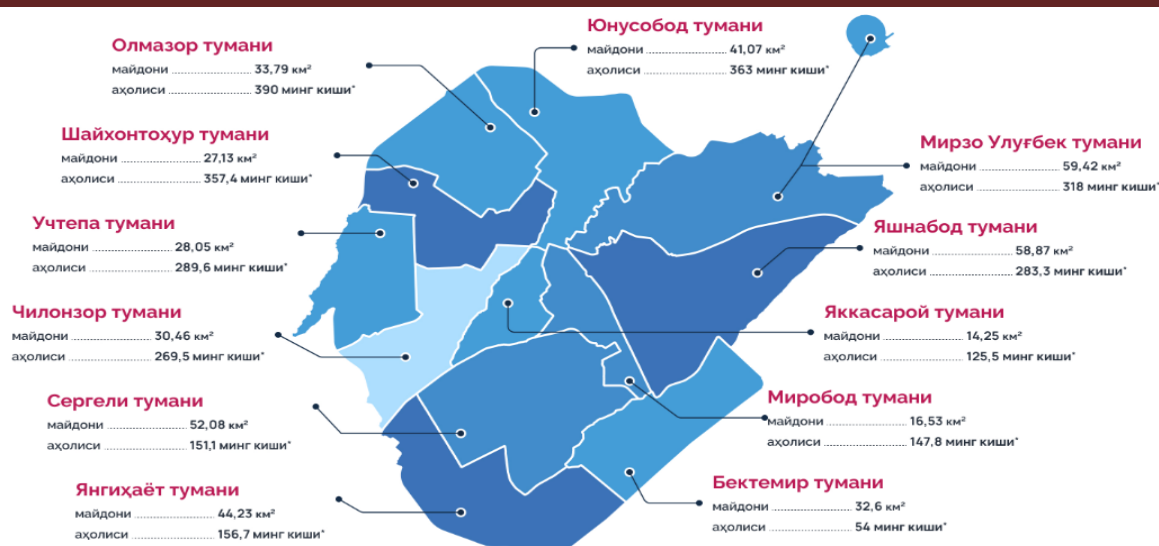 Олмазор тумани
майдони 33,79 км²
аҳолиси 390 минг киши*
Юнусобод тумани
майдони 41,07 км²
аҳолиси 363 минг киши*
Шайхонтоҳур тумани
майдони 27,13 км²
аҳолиси 357,4 минг киши*
Мирзо Улуғбек тумани
майдони 59,42 км²
аҳолиси 318 минг киши*
Учтепа тумани
майдони 28,05 км²
аҳолиси 289,6 минг киши*
Яшнабод тумани
майдони 58,87 км²
аҳолиси 283,3 минг киши*
Чилонзор тумани
майдони 30,46 км²
аҳолиси 269,5 минг киши*
Яккасарой тумани
майдони 14,25 км²
аҳолиси 125,5 минг киши*
Сергели тумани
майдони 52,08 км²
аҳолиси 151,1 минг киши*
Миробод тумани
майдони 16,53 км²
аҳолиси 147,8 минг киши*
Янгиҳаёт тумани
майдони 44,23 км²
аҳолиси 156,7 минг киши*
Бектемир тумани
майдони 32,6 км²
аҳолиси 54 минг киши*